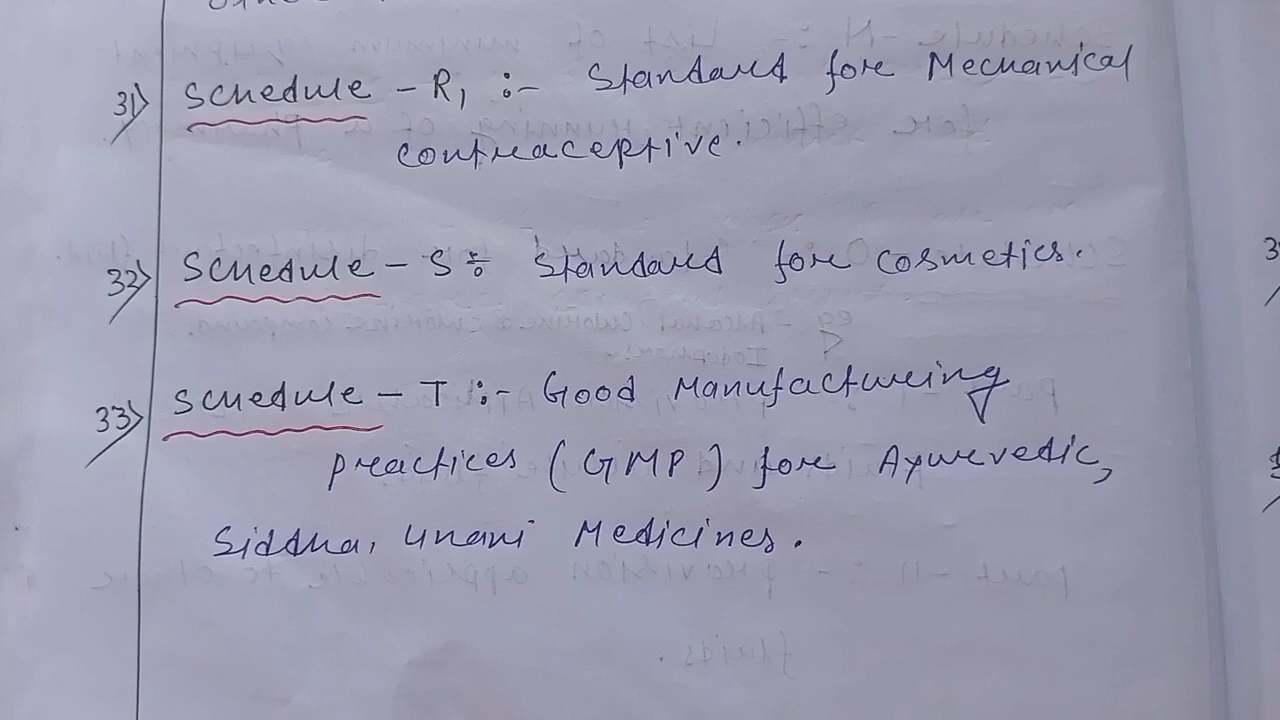 31) Schedule - R, :- Standard for Mechanical
contraceptive.
32) Schedule - S :- Standard for cosmetics.
33) Schedule - T :- Good Manufacturing
practices (GMP) for Ayurvedic,
Siddha, Unani Medicines.